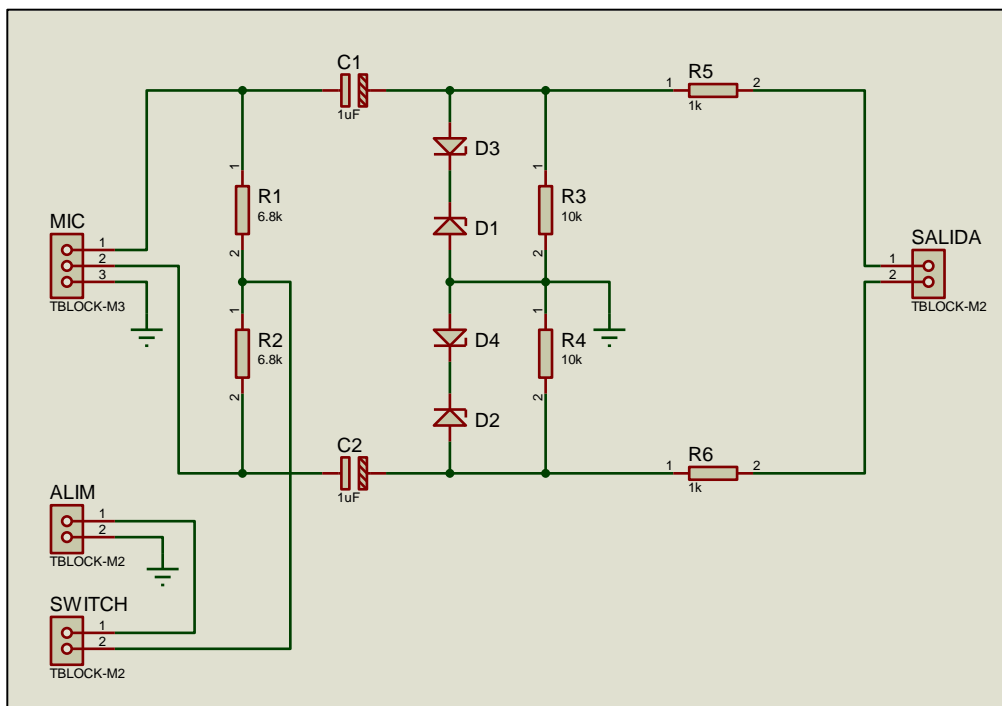 C1
1uF
R5
1
2
1k
D3
1
R1
6.8k
2
D1
1
R3
10k
2
MIC
1
2
3
TBLOCK-M3
SALIDA
1
2
TBLOCK-M2
1
R2
6.8k
2
D4
D2
1
R4
10k
2
C2
1uF
R6
1
2
1k
ALIM
1
2
TBLOCK-M2
SWITCH
1
2
TBLOCK-M2